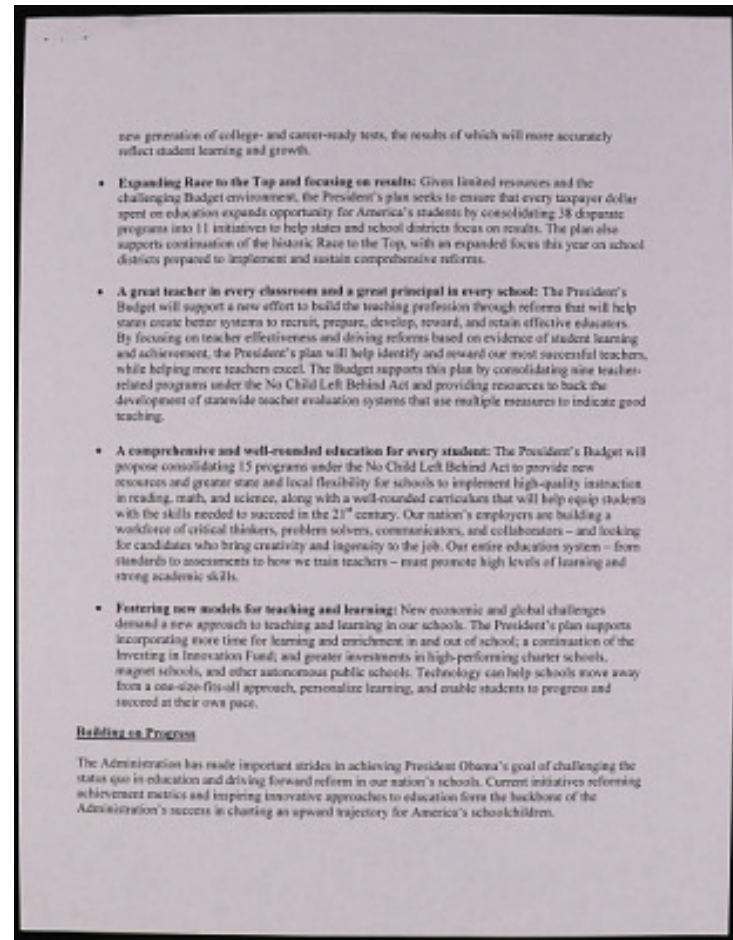 new generation of college- and career-ready tests, the results of which will more accurately
reflect student learning and growth.
• Expanding Race to the Top and focusing on results: Given limited resources and the
challenging Budget environment, the President's plan seeks to ensure that every taxpayer dollar
spent on education expands opportunity for America's students by consolidating 38 disparate
programs into 11 initiatives to help states and school districts focus on results. The plan also
supports continuation of the historic Race to the Top, with an expanded focus this year on school
districts prepared to implement and sustain comprehensive reforms.
• A great teacher in every classroom and a great principal in every school: The President's
Budget will support a new effort to build the teaching profession through reforms that will help
states create better systems to recruit, prepare, develop, reward, and retain effective educators.
By focusing on teacher effectiveness and driving reforms based on evidence of student learning
and achievement, the President's plan will help identify and reward our most successful teachers,
while helping more teachers excel. The Budget supports this plan by consolidating nine teacher-
related programs under the No Child Left Behind Act and providing resources to back the
development of statewide teacher evaluation systems that use multiple measures to indicate good
teaching.
• A comprehensive and well-rounded education for every student: The President's Budget will
propose consolidating 15 programs under the No Child Left Behind Act to provide new
resources and greater state and local flexibility for schools to implement high-quality instruction
in reading, math, and science, along with a well-rounded curriculum that will help equip students
with the skills needed to succeed in the 21st century. Our nation's employers are building a
workforce of critical thinkers, problem solvers, communicators, and collaborators – and looking
for candidates who bring creativity and ingenuity to the job. Our entire education system – from
standards to assessments to how we train teachers – must promote high levels of learning and
strong academic skills.
• Fostering new models for teaching and learning: New economic and global challenges
demand a new approach to teaching and learning in our schools. The President's plan supports
incorporating more time for learning and enrichment in and out of school; a continuation of the
Investing in Innovation Fund; and greater investments in high-performing charter schools,
magnet schools, and other autonomous public schools. Technology can help schools move away
from a one-size-fits-all approach, personalize learning, and enable students to progress and
succeed at their own pace.
Building on Progress
The Administration has made important strides in achieving President Obama's goal of challenging the
status quo in education and driving forward reform in our nation's schools. Current initiatives reforming
achievement metrics and inspiring innovative approaches to education form the backbone of the
Administration's success in charting an upward trajectory for America's schoolchildren.